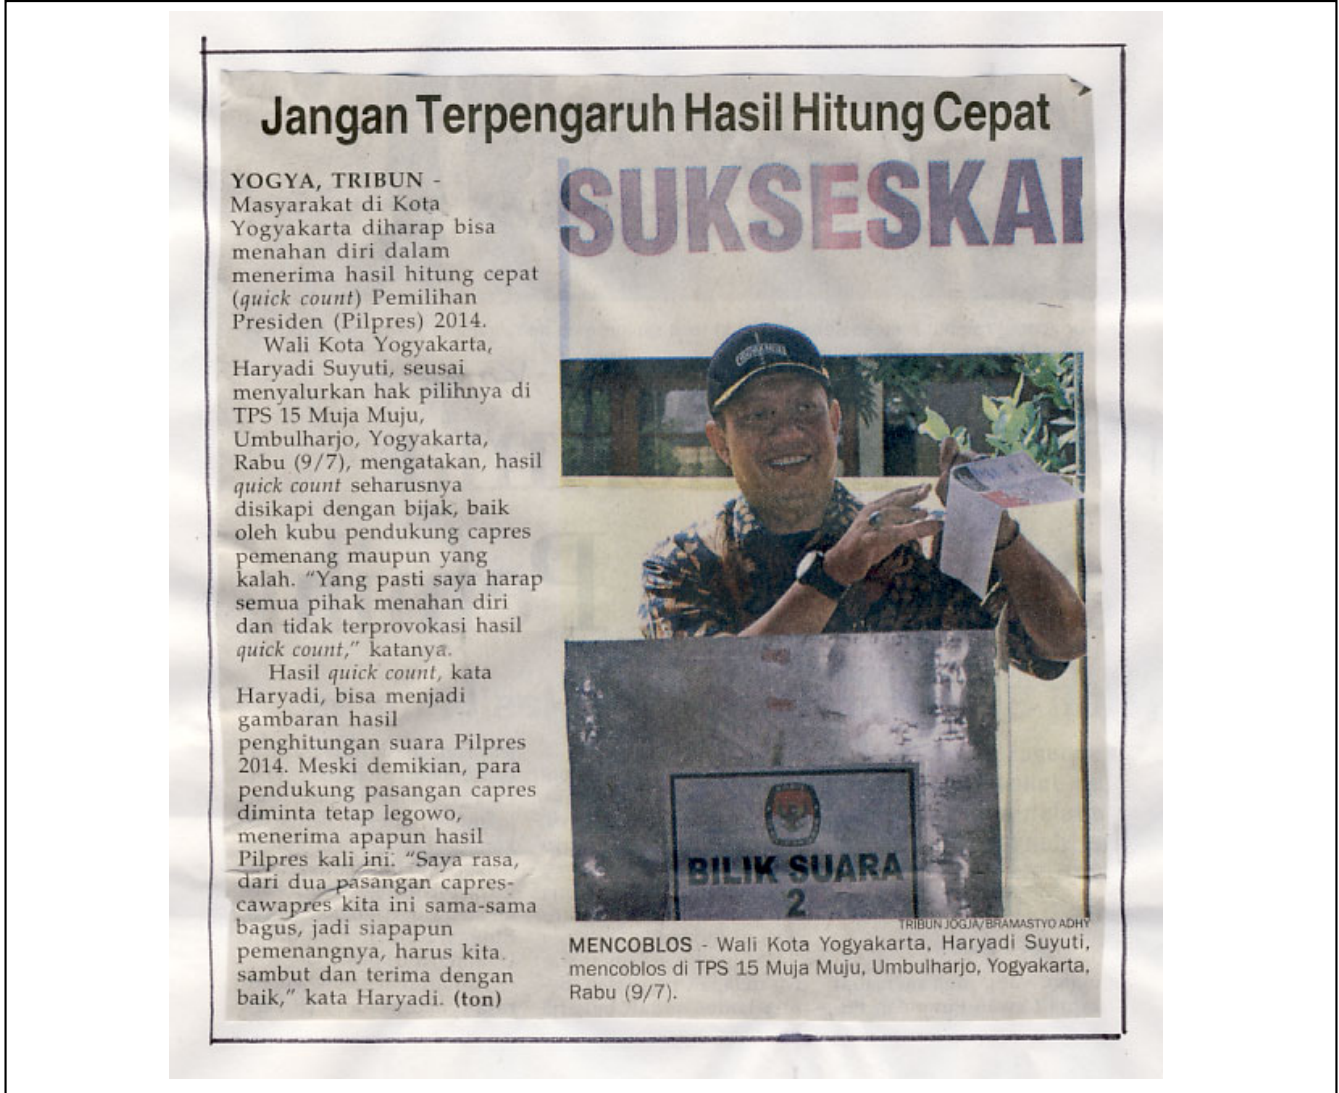 Jangan Terpengaruh Hasil Hitung Cepat
YOGYA, TRIBUN -
Masyarakat di Kota
Yogyakarta diharap bisa
menahan diri dalam
menerima hasil hitung cepat
(quick count) Pemilihan
Presiden (Pilpres) 2014.
Wali Kota Yogyakarta,
Haryadi Suyuti, seusai
menyalurkan hak pilihnya di
TPS 15 Muja Muju,
Umbulharjo, Yogyakarta,
Rabu (9/7), mengatakan, hasil
quick count seharusnya
disikapi dengan bijak, baik
oleh kubu pendukung capres
pemenang maupun yang
kalah. “Yang pasti saya harap
semua pihak menahan diri
dan tidak terprovokasi hasil
quick count,” katanya.
Hasil quick count, kata
Haryadi, bisa menjadi
gambaran hasil
penghitungan suara Pilpres
2014. Meski demikian, para
pendukung pasangan capres
diminta tetap legowo,
menerima apapun hasil
Pilpres kali ini. “Saya rasa,
dari dua pasangan capres-
cawapres kita ini sama-sama
bagus, jadi siapapun
pemenangnya, harus kita
sambut dan terima dengan
baik,” kata Haryadi. (ton)
SUKSESKAN
BILIK SUARA
2
TRIBUN JOGJA/BRAMASTYO ADHY
MENCOBLOS - Wali Kota Yogyakarta, Haryadi Suyuti,
mencoblos di TPS 15 Muja Muju, Umbulharjo, Yogyakarta,
Rabu (9/7).